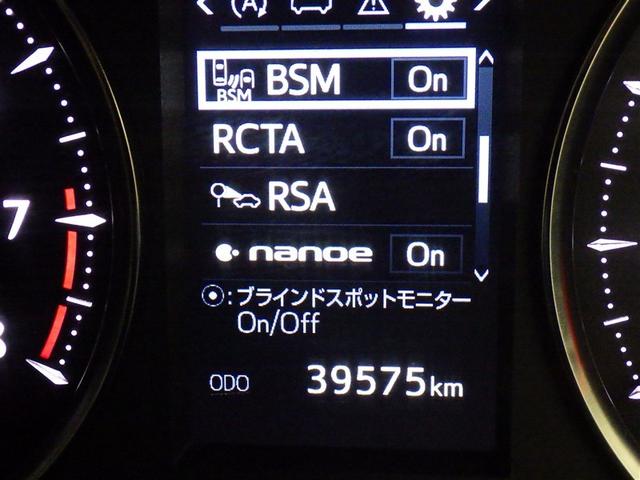 BSM BSM On
RCTA On
RSA
nanoe On
: ブラインドスポットモニター
On/Off
ODO 39575km
7
8